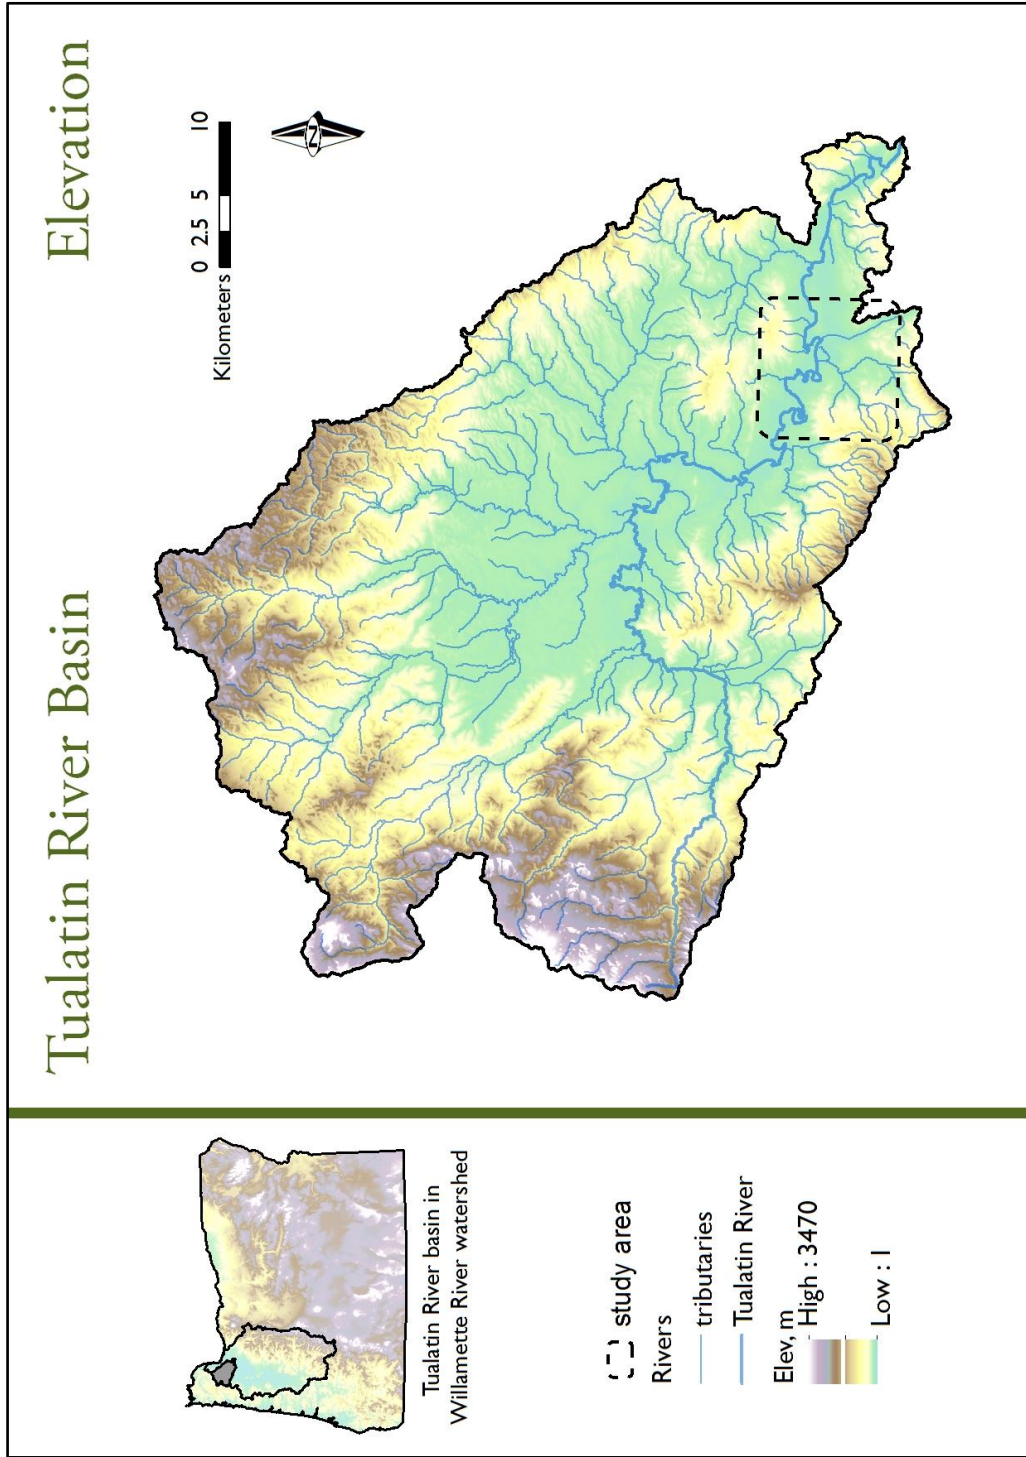 Tualatin River Basin
Elevation
0 2.5 5 10
Kilometers
N
Tualatin River basin in
Willamette River watershed
study area
Rivers
tributaries
Tualatin River
Elev, m
High : 3470
Low : 1